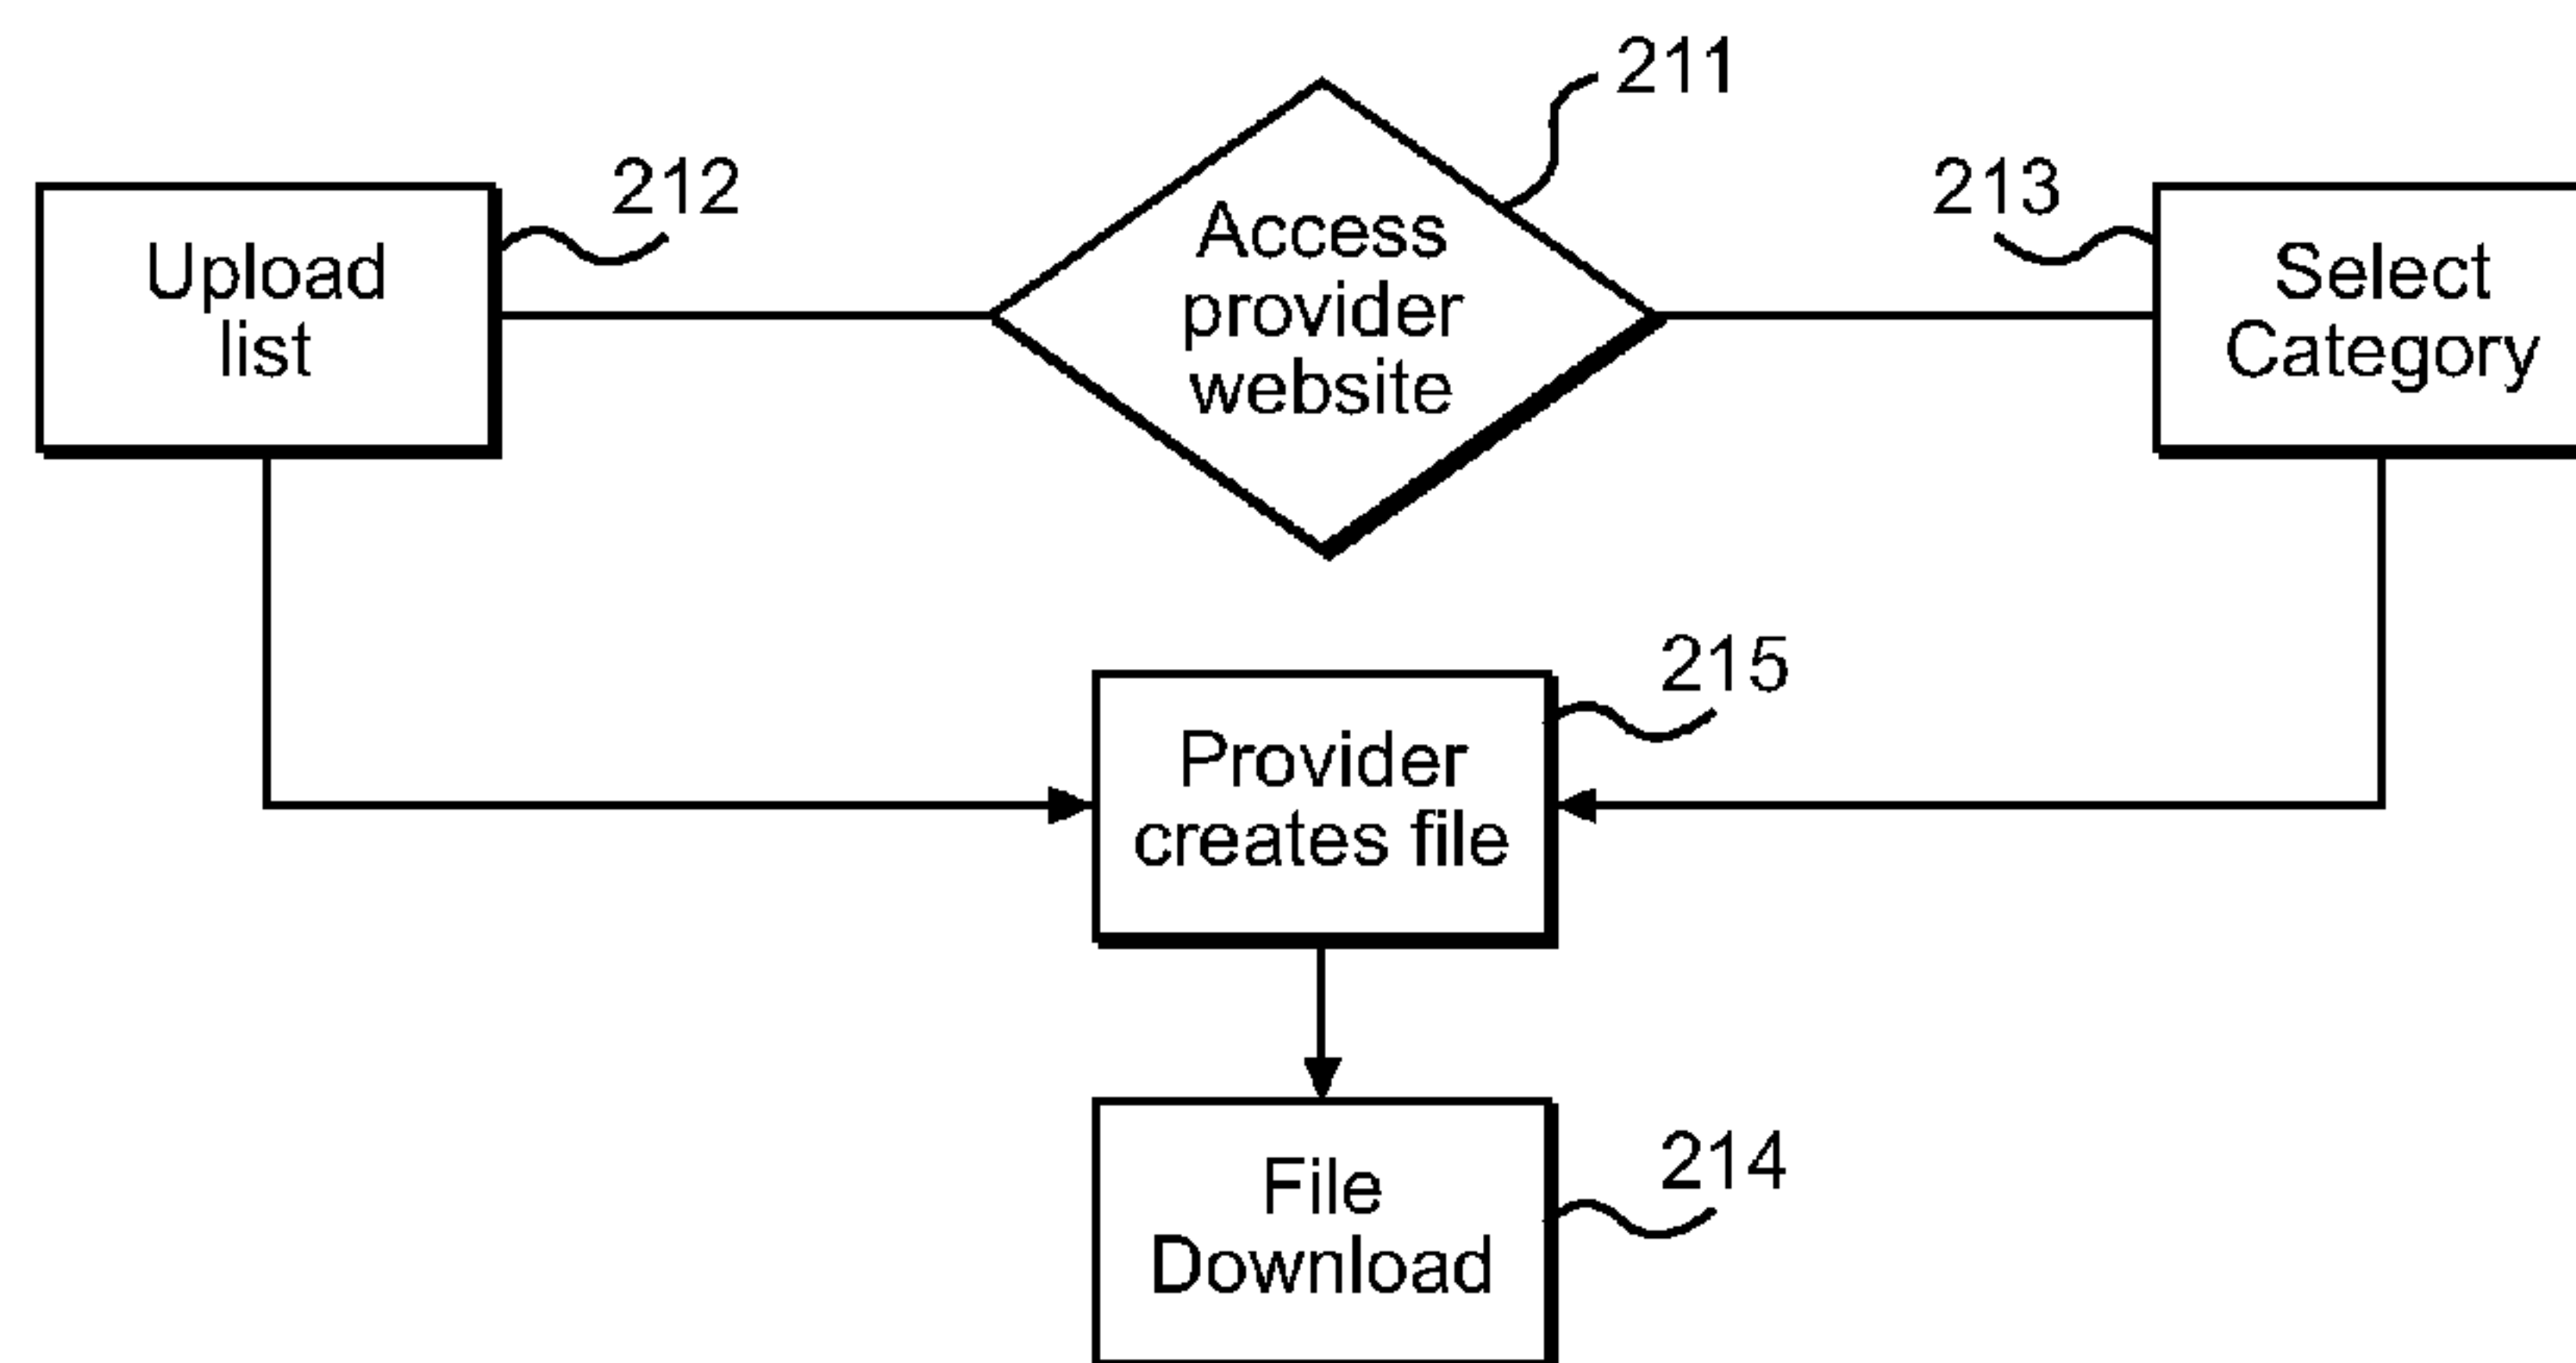 211
212
213
Upload
list
Access
provider
website
Select
Category
215
Provider
creates file
214
File
Download